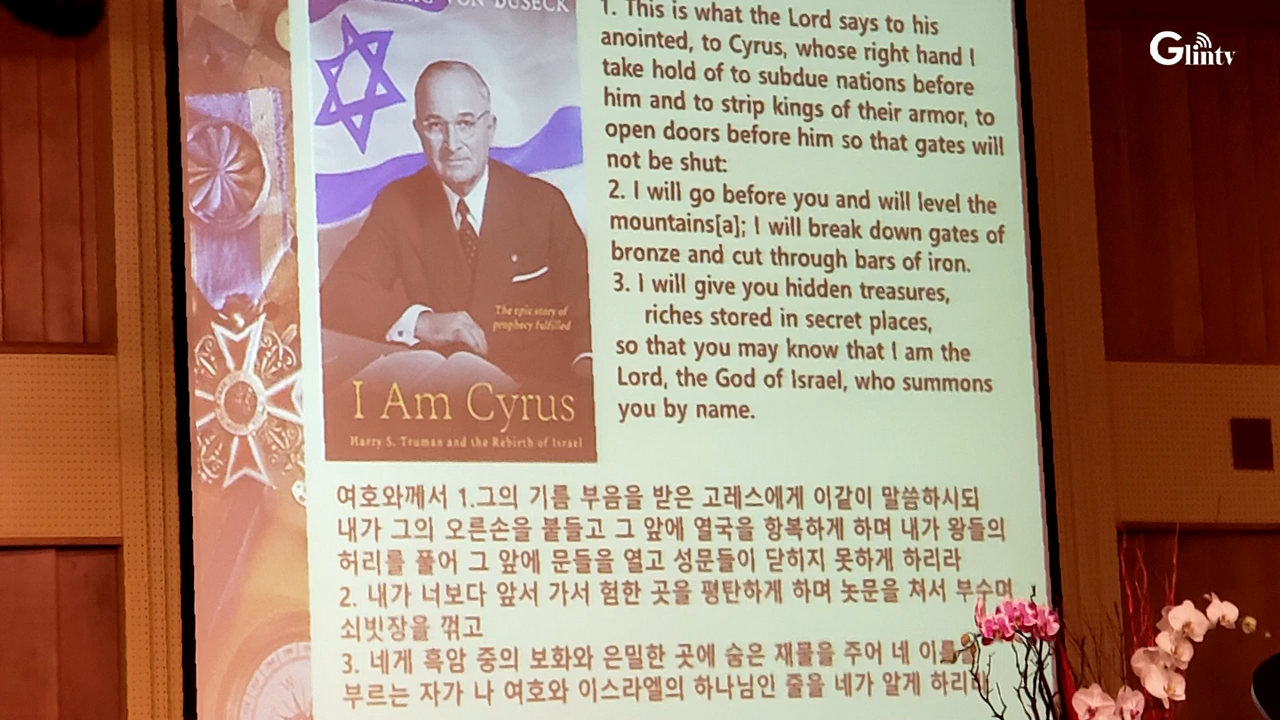 VON BUSECK
The epic story of
prophecy fulfilled
I Am Cyrus
Harry S. Truman and the Rebirth of Israel
1. This is what the Lord says to his
anointed, to Cyrus, whose right hand I
take hold of to subdue nations before
him and to strip kings of their armor, to
open doors before him so that gates will
not be shut:
2. I will go before you and will level the
mountains[a]; I will break down gates of
bronze and cut through bars of iron.
3. I will give you hidden treasures,
riches stored in secret places,
so that you may know that I am the
Lord, the God of Israel, who summons
you by name.
여호와께서 1.그의 기름 부음을 받은 고레스에게 이같이 말씀하시되
내가 그의 오른손을 붙들고 그 앞에 열국을 항복하게 하며 내가 왕들의
허리를 풀어 그 앞에 문들을 열고 성문들이 닫히지 못하게 하리라
2. 내가 너보다 앞서 가서 험한 곳을 평탄하게 하며 놋문을 쳐서 부수며
쇠빗장을 꺾고
3. 네게 흑암 중의 보화와 은밀한 곳에 숨은 재물을 주어 네
부르는 자가 나 여호와 이스라엘의 하나님인 줄을 네가 알게
Glintv